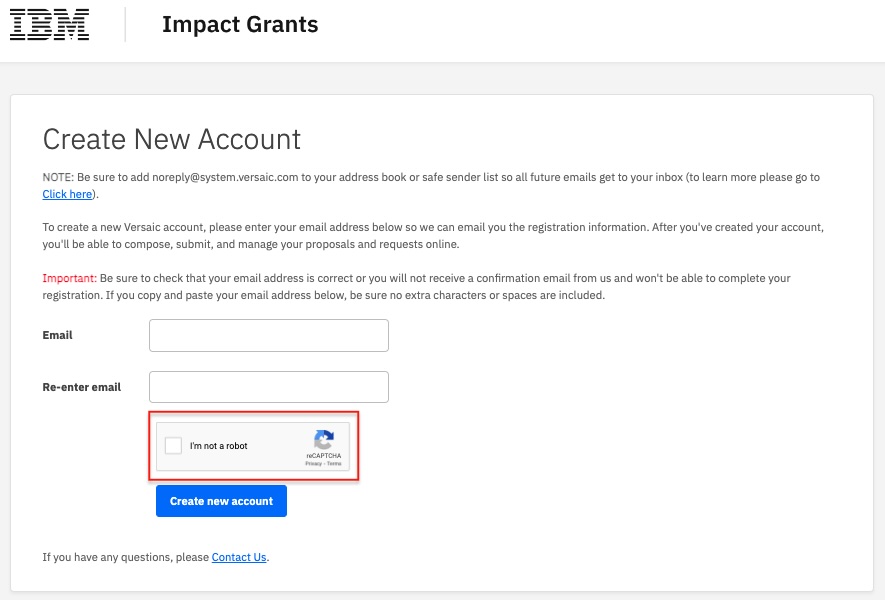 IBM
Impact Grants
Create New Account
NOTE: Be sure to add noreply@system.versaic.com to your address book or safe sender list so all future emails get to your inbox (to learn more please go to
Click here).
To create a new Versaic account, please enter your email address below so we can email you the registration information. After you've created your account,
you'll be able to compose, submit, and manage your proposals and requests online.
Important: Be sure to check that your email address is correct or you will not receive a confirmation email from us and won't be able to complete your
registration. If you copy and paste your email address below, be sure no extra characters or spaces are included.
Email
Re-enter email
I'm not a robot
reCAPTCHA
Privacy - Terms
Create new account
If you have any questions, please Contact Us.